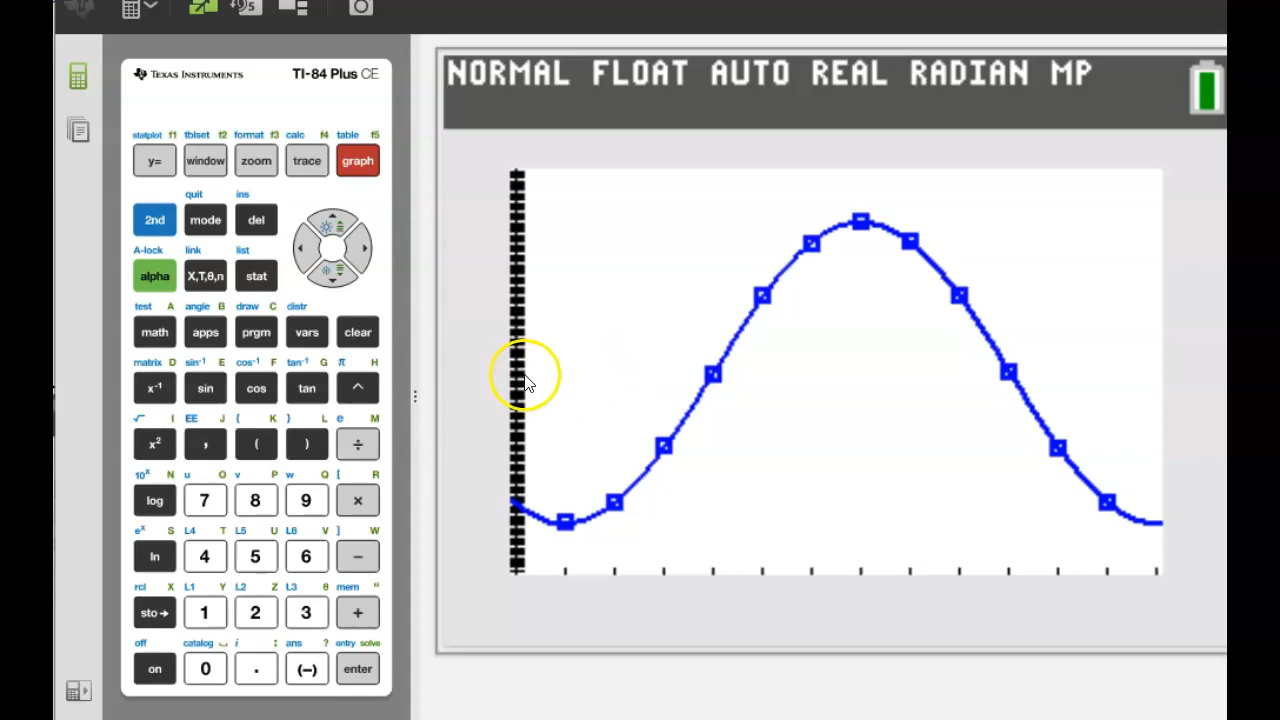 TEXAS INSTRUMENTS TI-84 Plus CE
NORMAL FLOAT AUTO REAL RADIAN MP
statplot f1 tblset f2 format f3 calc f4 table f5
y= window zoom trace graph
quit ins
2nd mode del
A-lock link list
alpha X,T,θ,n stat
test A angle B draw C distr
math apps prgm vars clear
matrix D sin⁻¹ E cos⁻¹ F tan⁻¹ G π H
x⁻¹ sin cos tan ^
√ I EE J { K } L e M
x² , ( ) ÷
10ˣ N u O v P w Q [ R
log 7 8 9 ×
eˣ S L4 T L5 U L6 V ] W
ln 4 5 6 −
rcl X L1 Y L2 Z L3 θ mem "
sto→ 1 2 3 +
off catalog ⎵ i : ans ? entry solve
on 0 . (−) enter